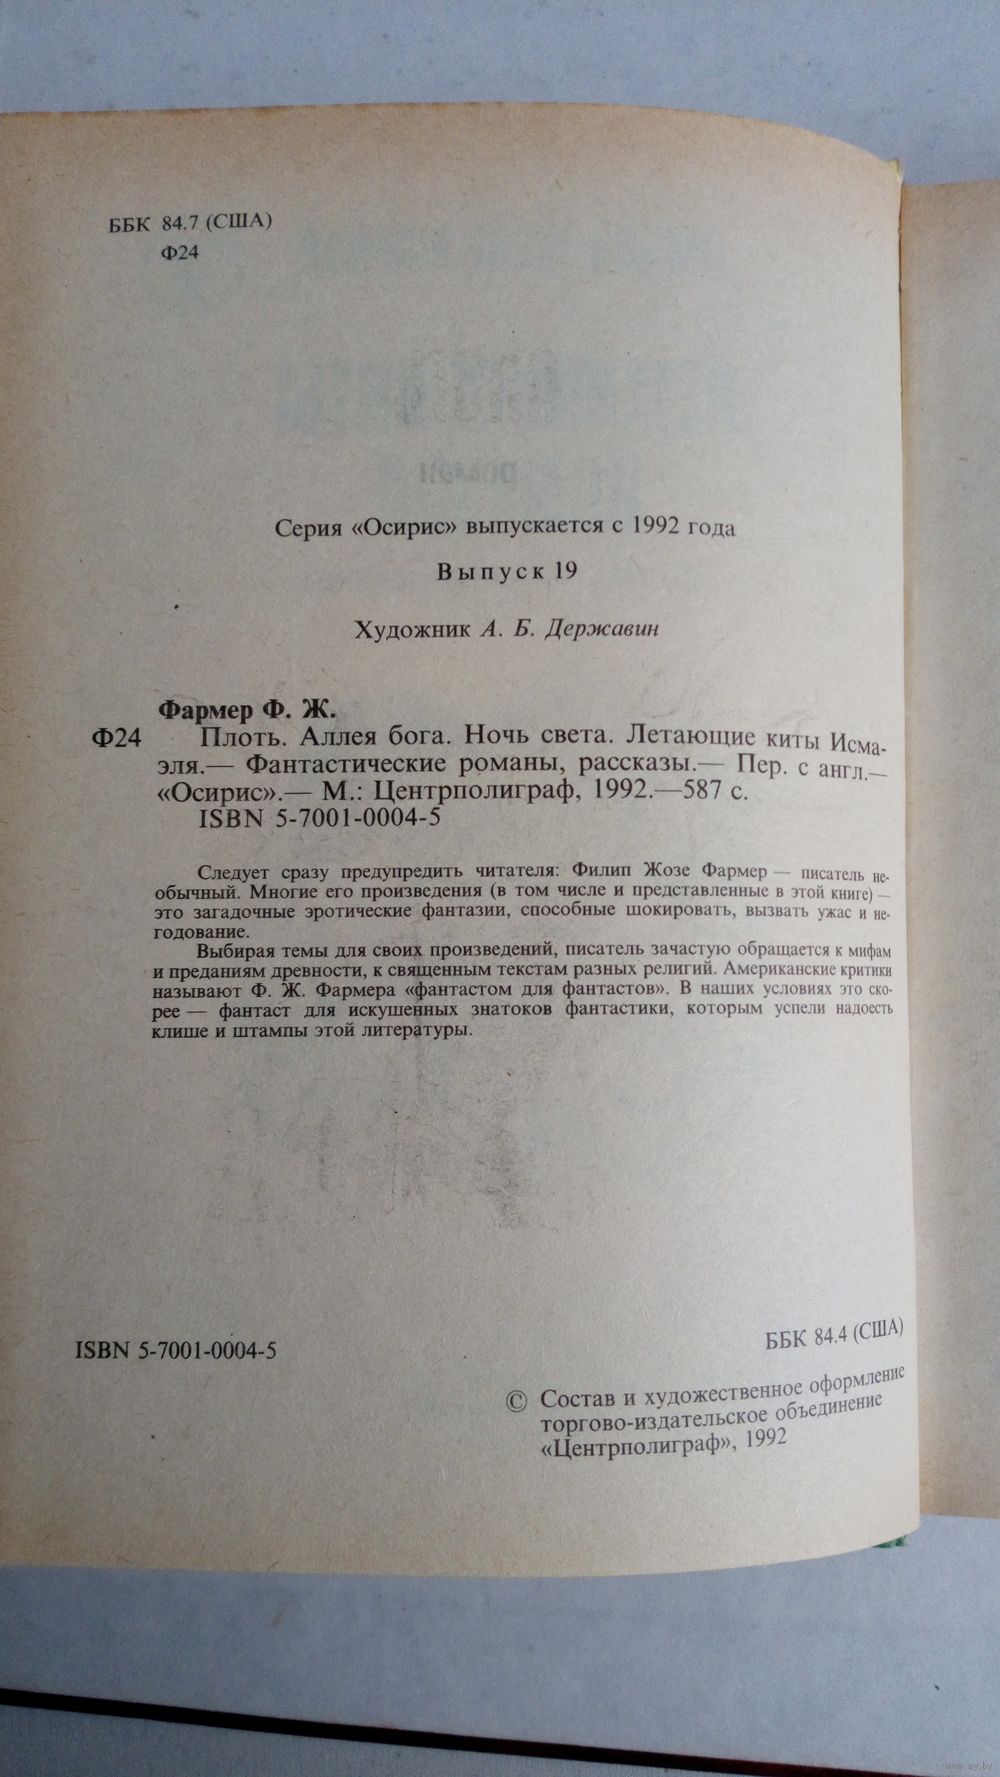 ББК 84.7 (США)
Ф24
роман
Серия «Осирис» выпускается с 1992 года
Выпуск 19
Художник А. Б. Державин
Фармер Ф. Ж.
Ф24 Плоть. Аллея бога. Ночь света. Летающие киты Исма-
эля.— Фантастические романы, рассказы.— Пер. с англ.—
«Осирис».— М.: Центрполиграф, 1992.—587 с.
ISBN 5-7001-0004-5
Следует сразу предупредить читателя: Филип Жозе Фармер — писатель не-
обычный. Многие его произведения (в том числе и представленные в этой книге) —
это загадочные эротические фантазии, способные шокировать, вызвать ужас и не-
годование.
Выбирая темы для своих произведений, писатель зачастую обращается к мифам
и преданиям древности, к священным текстам разных религий. Американские критики
называют Ф. Ж. Фармера «фантастом для фантастов». В наших условиях это ско-
рее — фантаст для искушенных знатоков фантастики, которым успели надоесть
клише и штампы этой литературы.
ББК 84.4 (США)
ISBN 5-7001-0004-5
© Состав и художественное оформление
торгово-издательское объединение
«Центрполиграф», 1992
www.ay.by